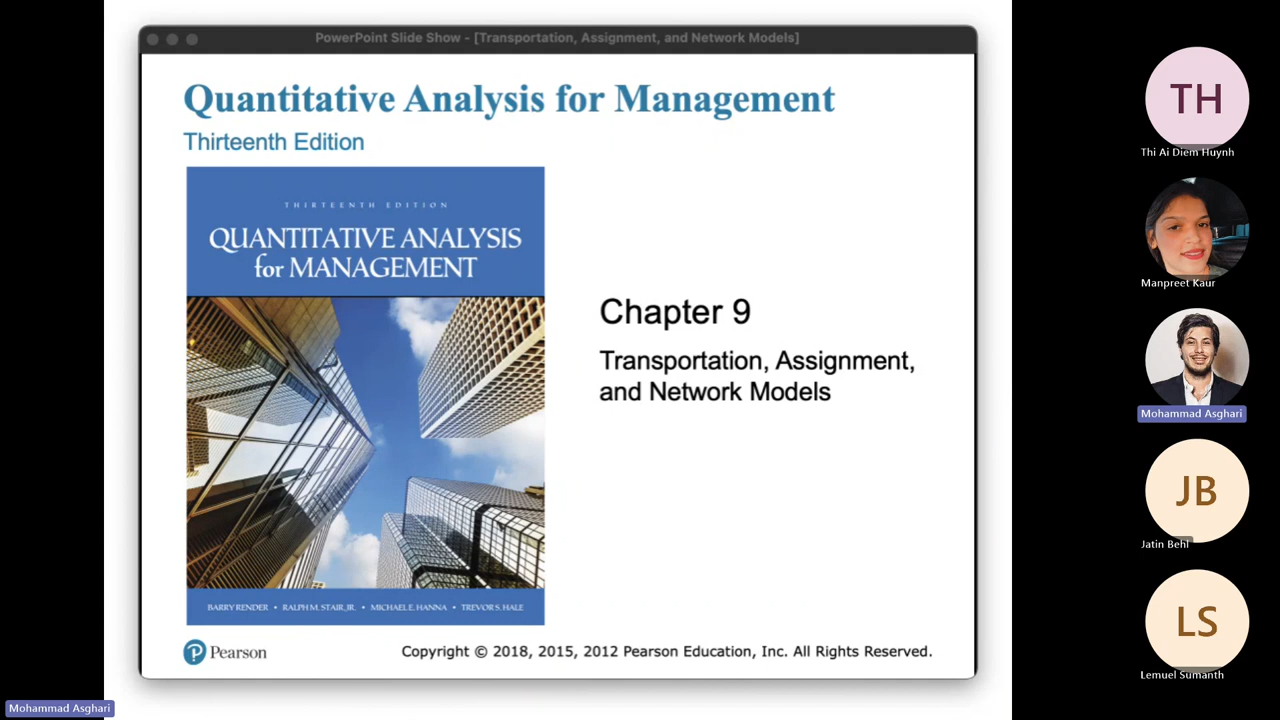 PowerPoint Slide Show - [Transportation, Assignment, and Network Models]
Quantitative Analysis for Management
Thirteenth Edition
THIRTEENTH EDITION
QUANTITATIVE ANALYSIS
for MANAGEMENT
BARRY RENDER • RALPH M. STAIR, JR. • MICHAEL E. HANNA • TREVOR S. HALE
Chapter 9
Transportation, Assignment,
and Network Models
P Pearson
Copyright © 2018, 2015, 2012 Pearson Education, Inc. All Rights Reserved.
TH
Thi Ai Diem Huynh
Manpreet Kaur
Mohammad Asghari
JB
Jatin Behl
LS
Lemuel Sumanth
Mohammad Asghari